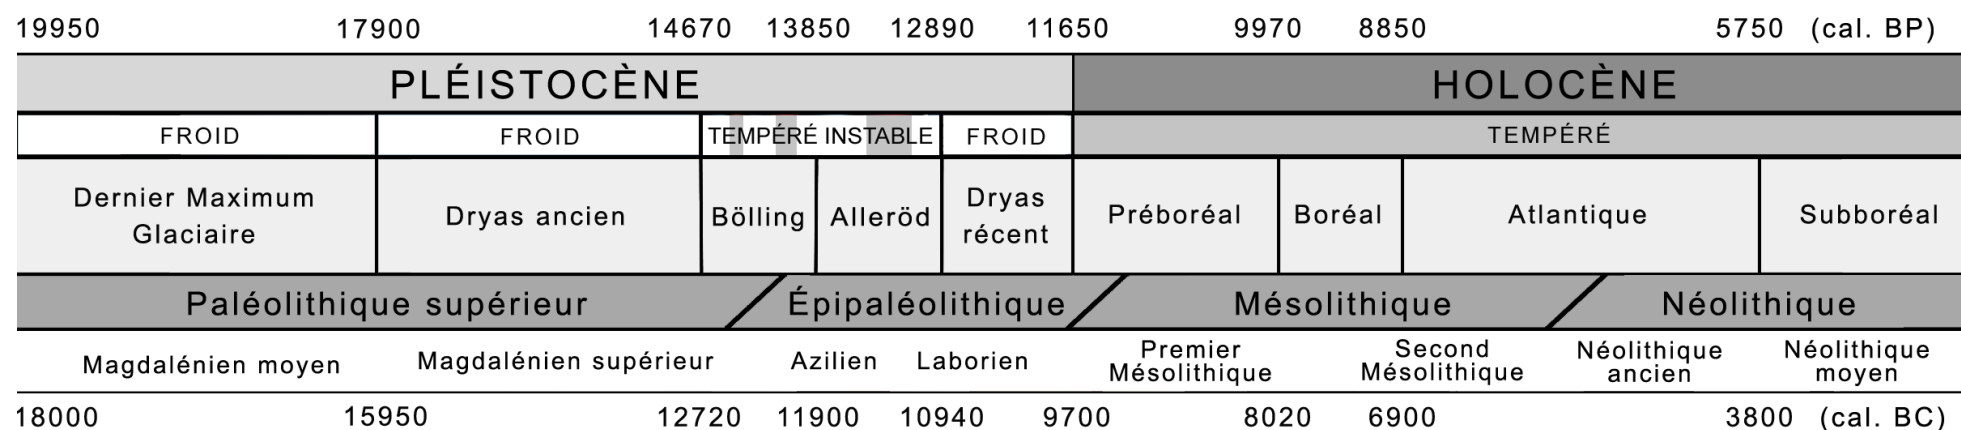 19950 17900 14670 13850 12890 11650 9970 8850 5750 (cal. BP)
PLÉISTOCÈNE HOLOCÈNE
FROID FROID TEMPÉRÉ INSTABLE FROID TEMPÉRÉ
Dernier Maximum
Glaciaire
Dryas ancien
Bölling
Alleröd
Dryas
récent
Préboréal
Boréal
Atlantique
Subboréal
Paléolithique supérieur Épipaléolithique Mésolithique Néolithique
Magdalénien moyen
Magdalénien supérieur
Azilien
Laborien
Premier
Mésolithique
Second
Mésolithique
Néolithique
ancien
Néolithique
moyen
18000 15950 12720 11900 10940 9700 8020 6900 3800 (cal. BC)